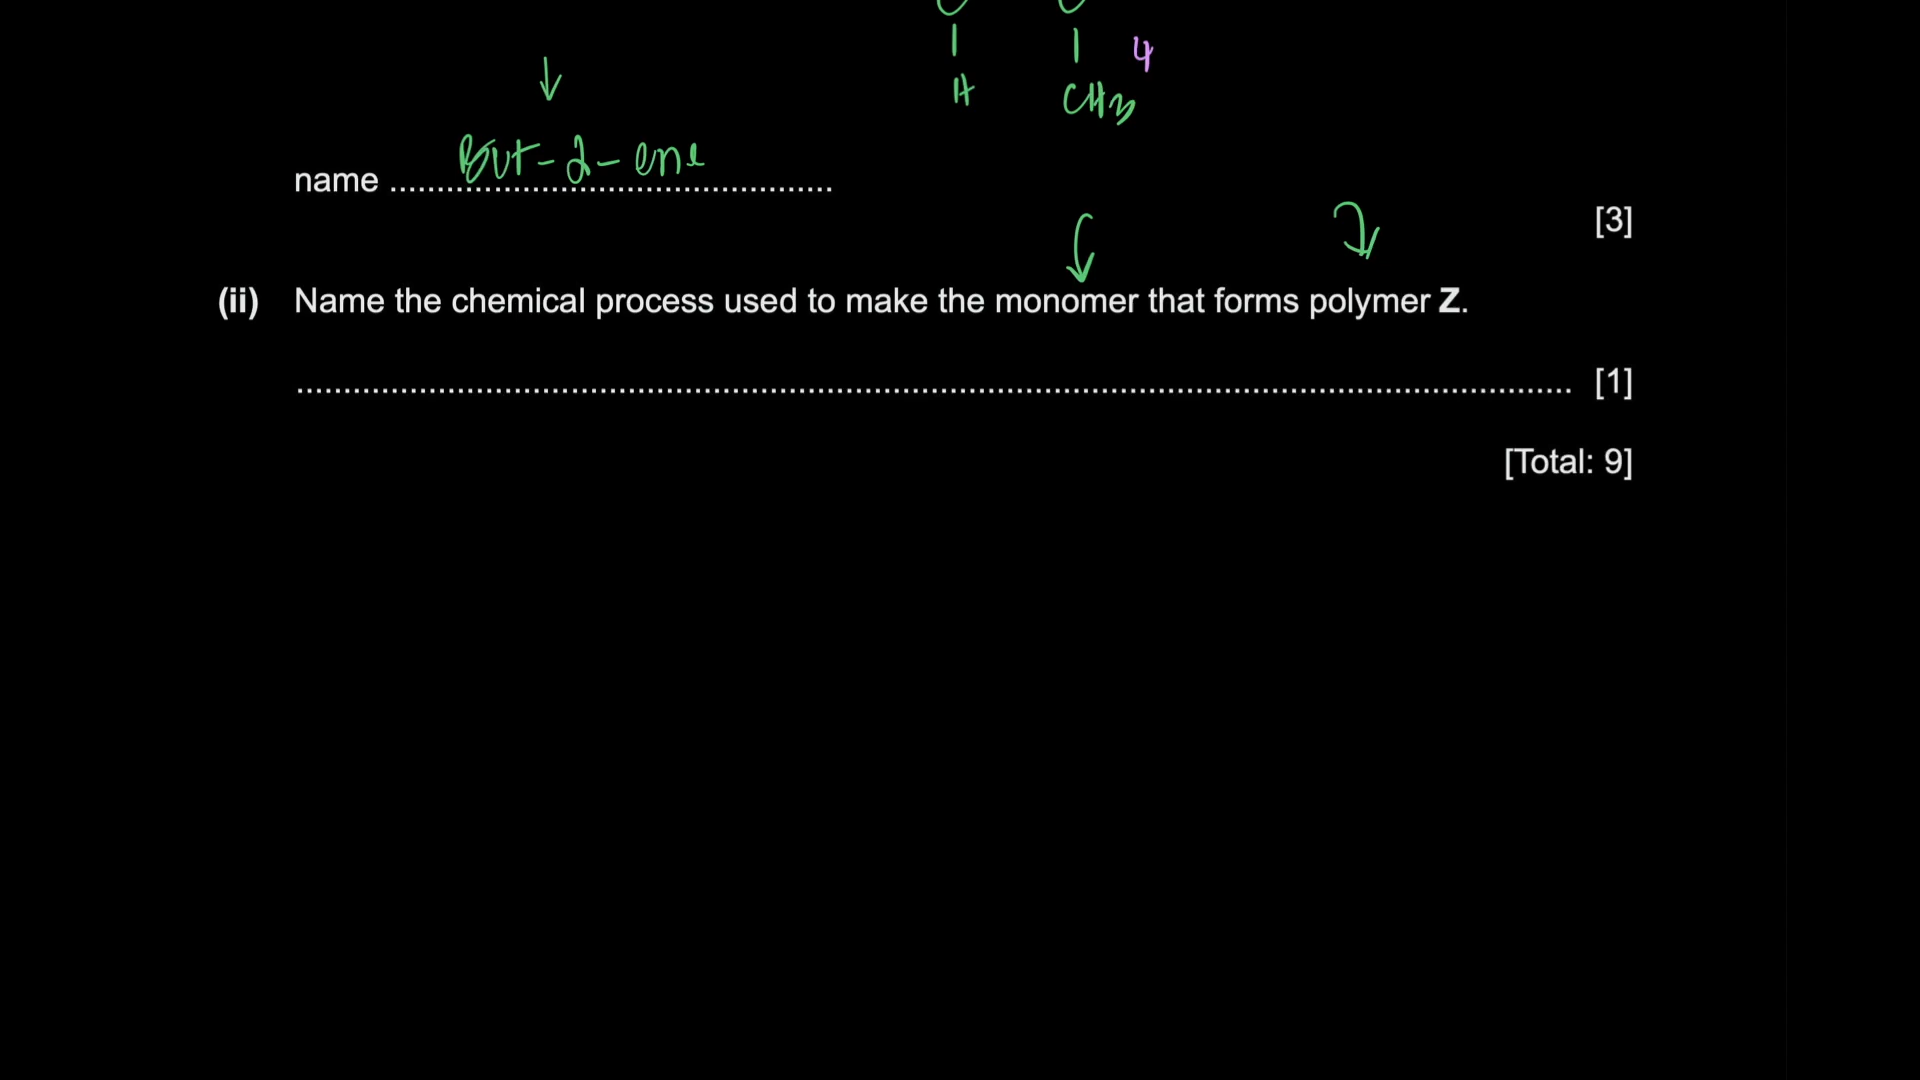 4
H CH3
But-2-ene
name ................................................
[3]
(ii) Name the chemical process used to make the monomer that forms polymer Z.
.......................................................................................................................................... [1]
[Total: 9]